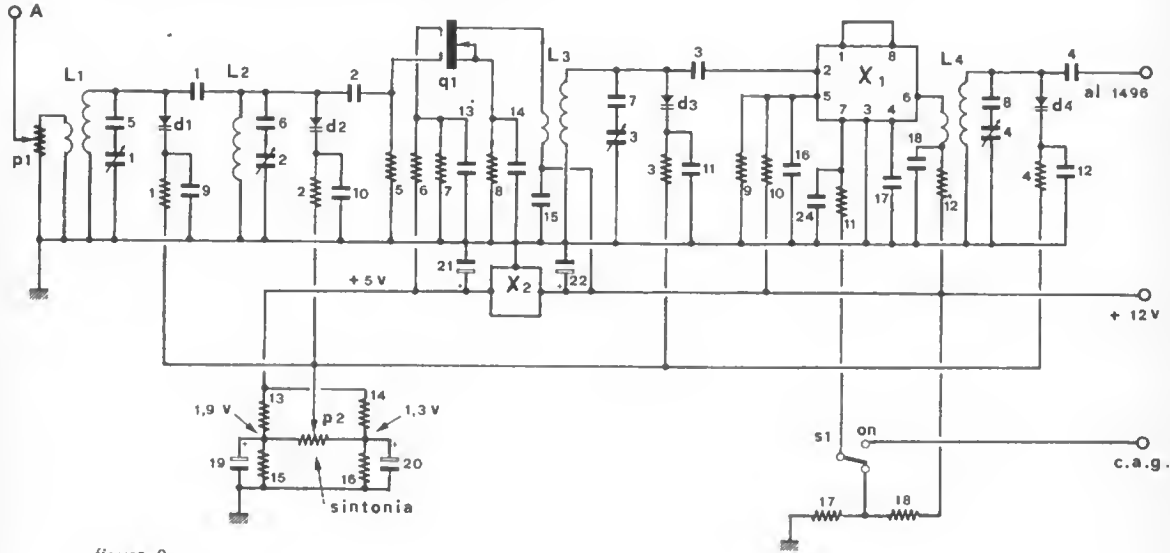 A
p1
L1
5
1
1
d1
1
9
L2
6
2
d2
2
10
2
5
6
7
13
8
14
q1
15
L3
7
3
d3
3
11
3
1
8
X1
2
5
6
7
3
4
9
10
16
24
11
17
18
12
L4
8
4
d4
4
12
4
al 1496
21
X2
22
+
+
+ 5 V
+ 12 V
13
14
1,9 V
p2
1,3 V
19
+
15
16
+
20
sintonia
s1
on
c.a.g.
17
18